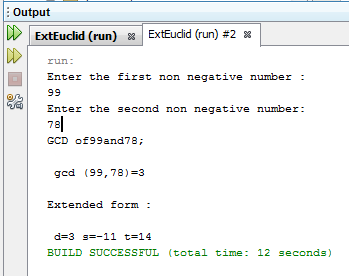 Output
ExtEuclid (run)
ExtEuclid (run) #2
run:
Enter the first non negative number :
99
Enter the second non negative number:
78
GCD of99and78;
gcd (99,78)=3
Extended form :
d=3 s=-11 t=14
BUILD SUCCESSFUL (total time: 12 seconds)